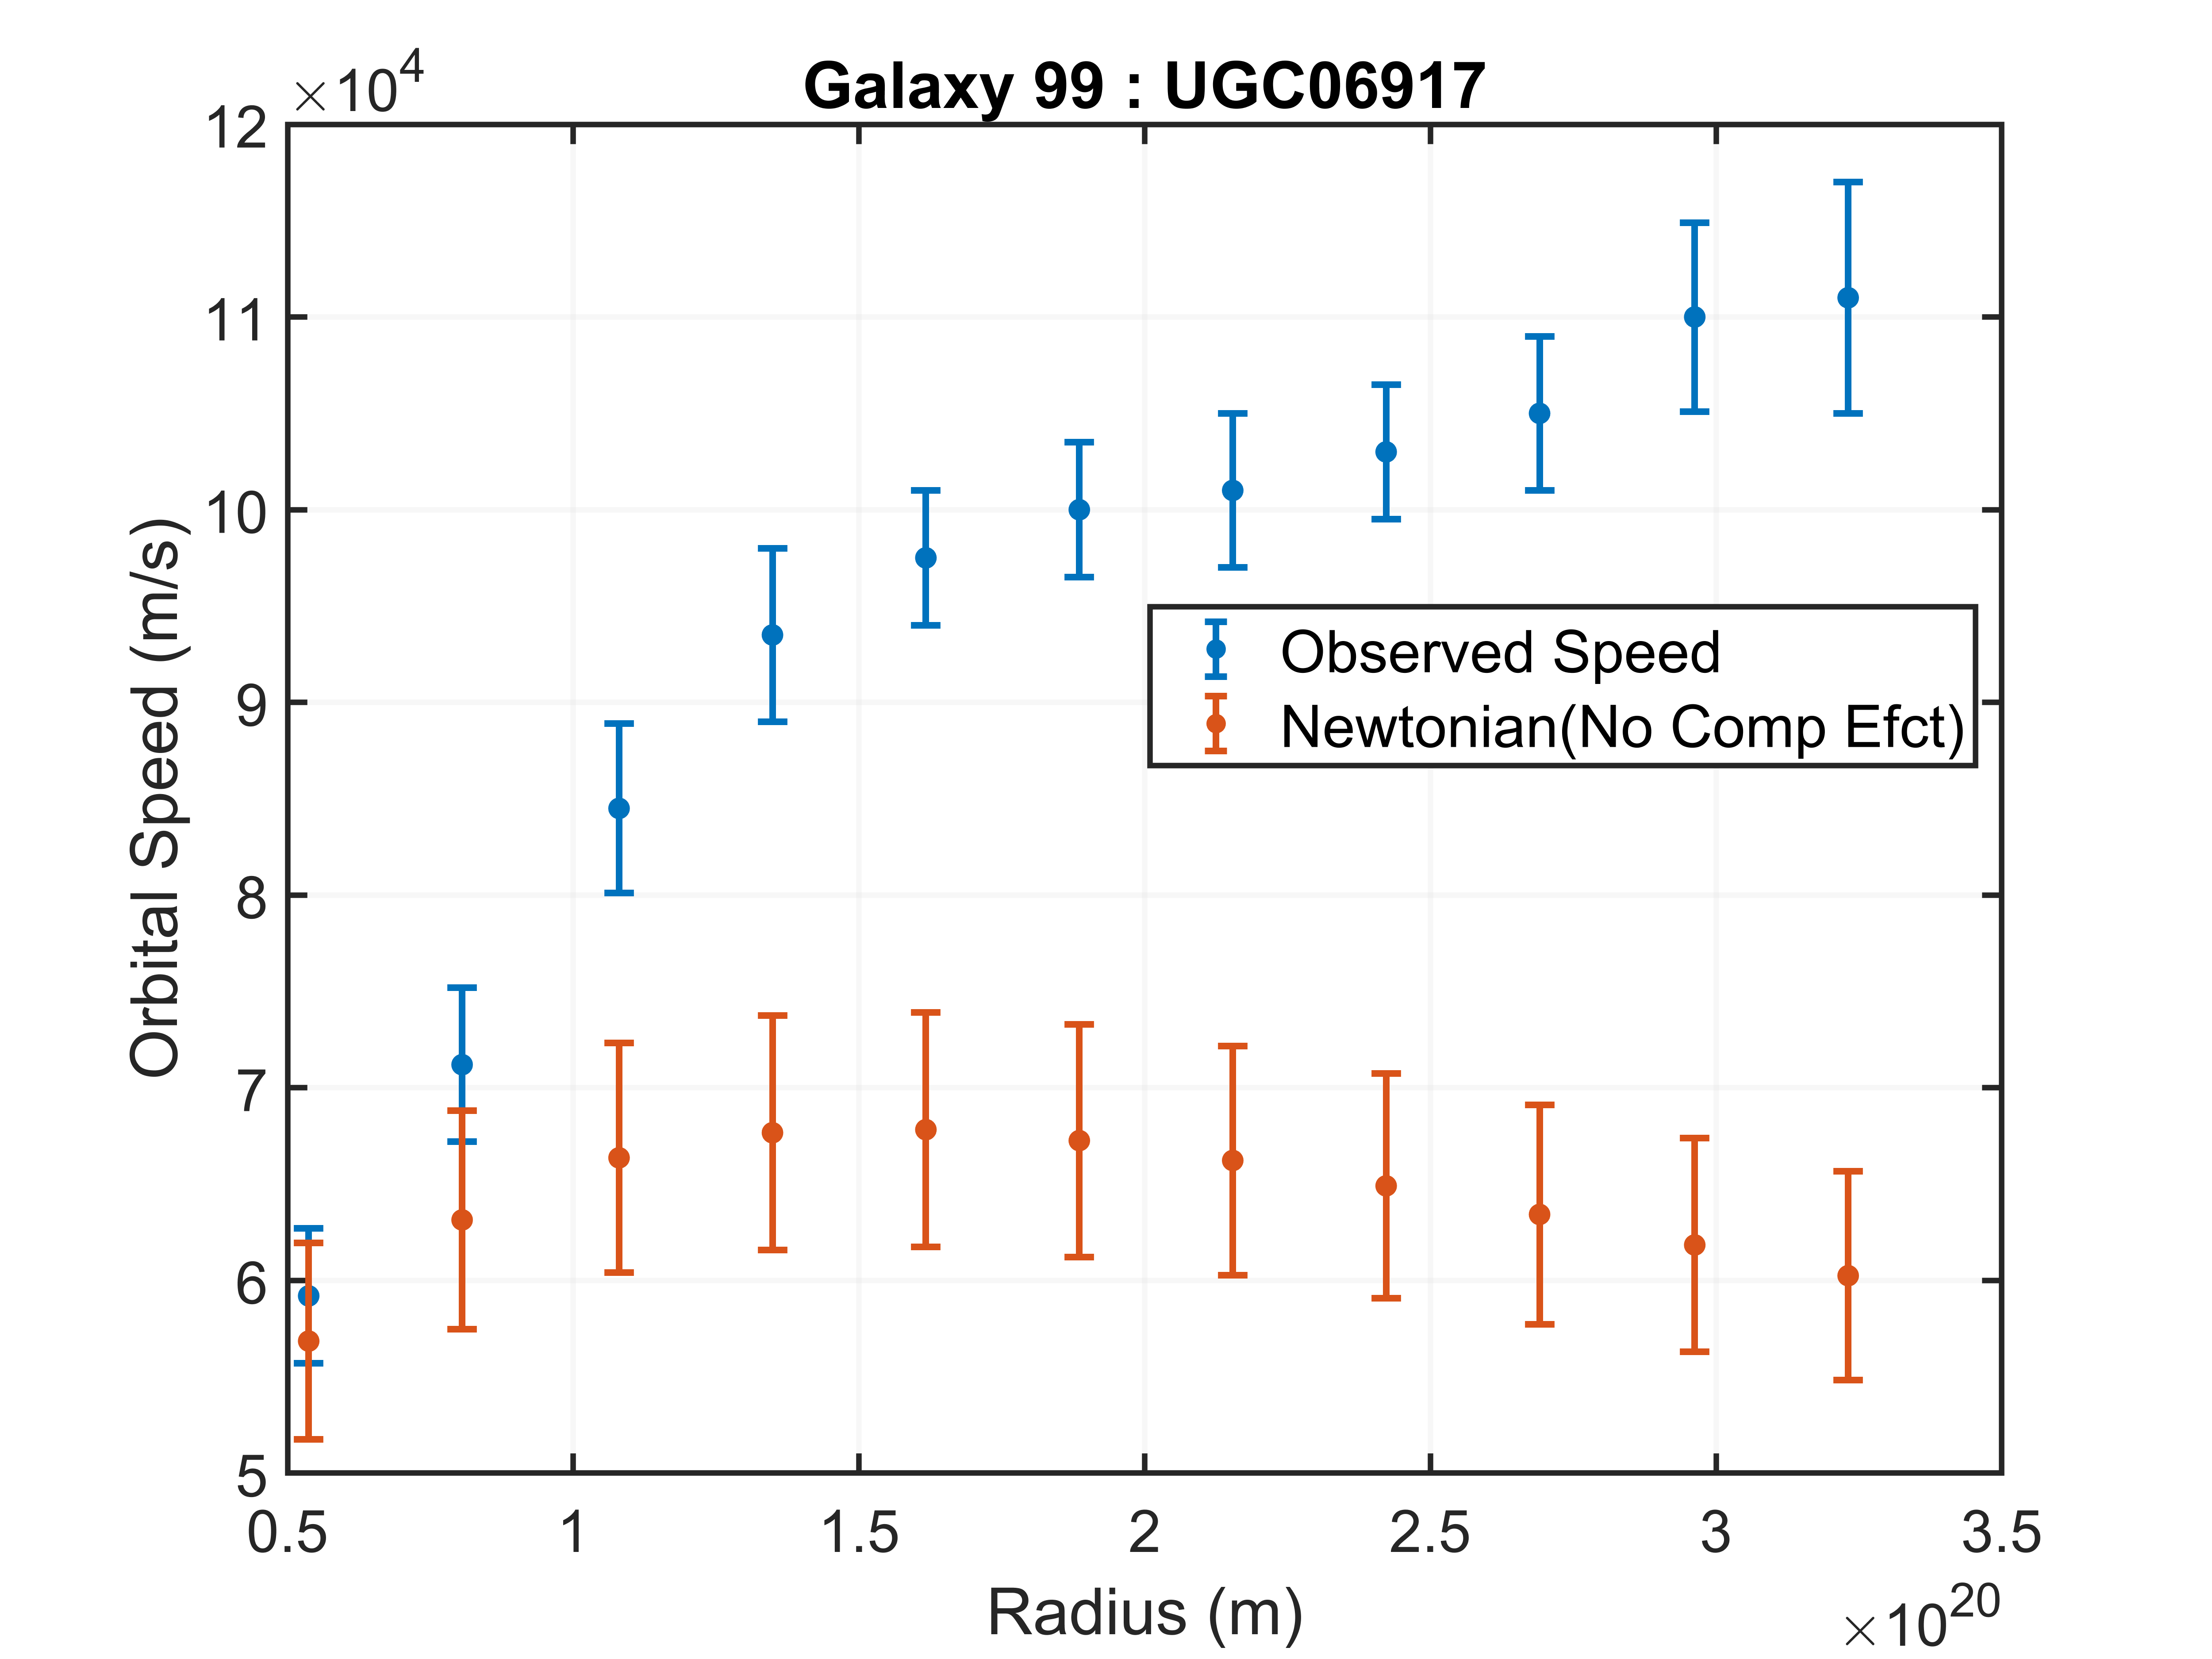 Galaxy 99 : UGC06917
×10⁴
12
11
10
9
8
7
6
5
Orbital Speed (m/s)
Observed Speed
Newtonian(No Comp Efct)
0.5 1 1.5 2 2.5 3 3.5
Radius (m)
×10²⁰